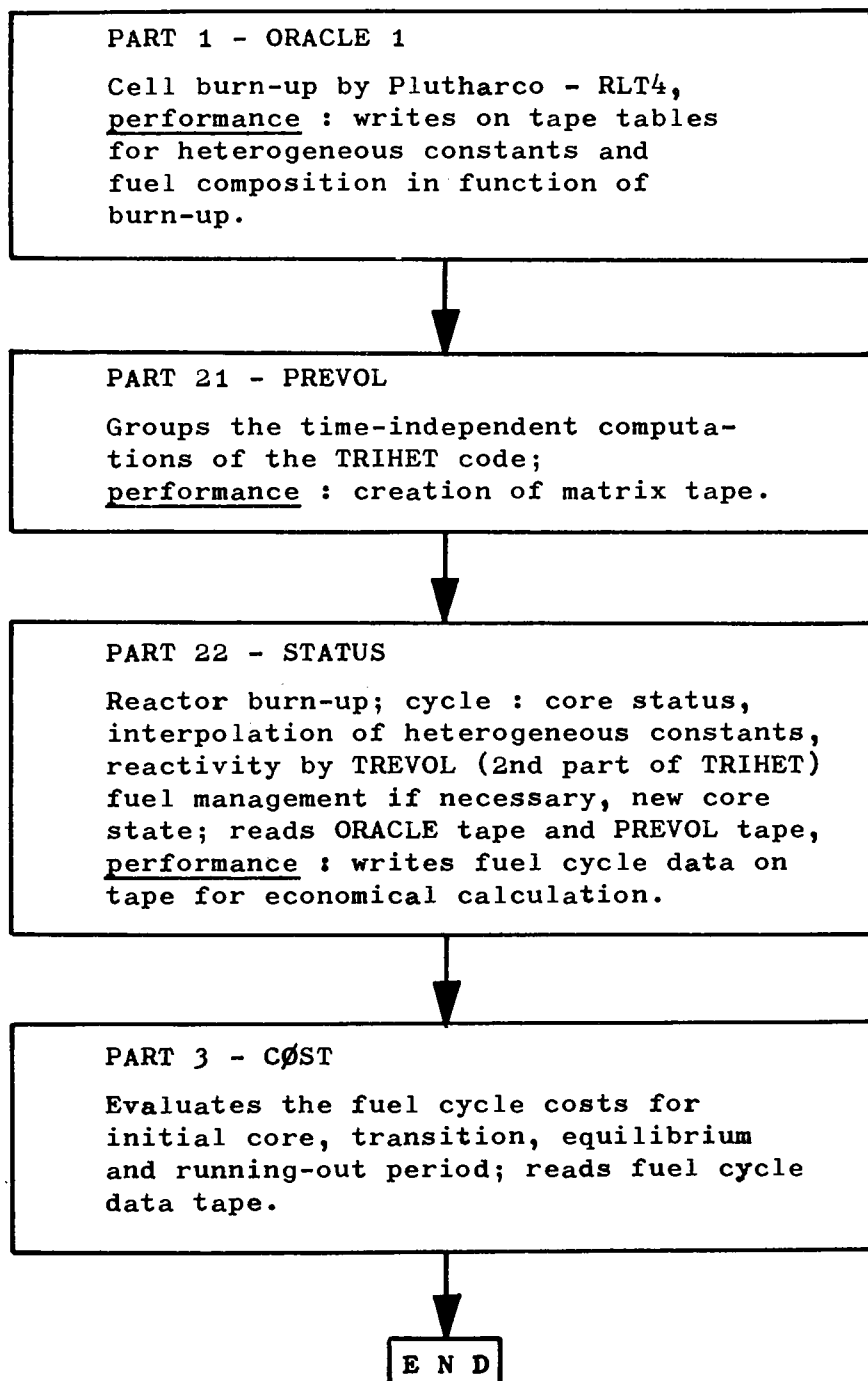 PART 1 - ORACLE 1
Cell burn-up by Plutharco - RLT4,
performance : writes on tape tables
for heterogeneous constants and
fuel composition in function of
burn-up.
PART 21 - PREVOL
Groups the time-independent computa-
tions of the TRIHET code;
performance : creation of matrix tape.
PART 22 - STATUS
Reactor burn-up; cycle : core status,
interpolation of heterogeneous constants,
reactivity by TREVOL (2nd part of TRIHET)
fuel management if necessary, new core
state; reads ORACLE tape and PREVOL tape,
performance : writes fuel cycle data on
tape for economical calculation.
PART 3 - CØST
Evaluates the fuel cycle costs for
initial core, transition, equilibrium
and running-out period; reads fuel cycle
data tape.
E N D